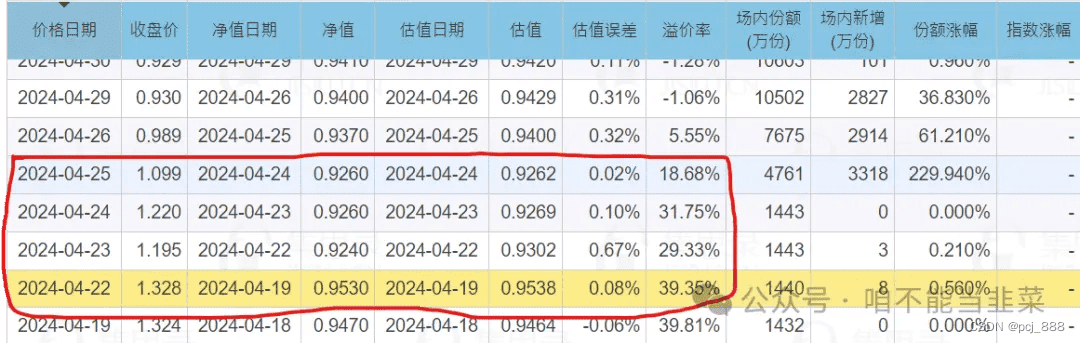 价格日期 收盘价 净值日期 净值 估值日期 估值 估值误差 溢价率 场内份额(万份) 场内新增(万份) 份额涨幅 指数涨幅
2024-04-30 0.929 2024-04-29 0.9410 2024-04-29 0.9420 0.11% -1.28% 10603 101 0.960% -
2024-04-29 0.930 2024-04-26 0.9400 2024-04-26 0.9429 0.31% -1.06% 10502 2827 36.830% -
2024-04-26 0.989 2024-04-25 0.9370 2024-04-25 0.9400 0.32% 5.55% 7675 2914 61.210% -
2024-04-25 1.099 2024-04-24 0.9260 2024-04-24 0.9262 0.02% 18.68% 4761 3318 229.940% -
2024-04-24 1.220 2024-04-23 0.9260 2024-04-23 0.9269 0.10% 31.75% 1443 0 0.000% -
2024-04-23 1.195 2024-04-22 0.9240 2024-04-22 0.9302 0.67% 29.33% 1443 3 0.210% -
2024-04-22 1.328 2024-04-19 0.9530 2024-04-19 0.9538 0.08% 39.35% 1440 8 0.560% -
公众号·咱不能当韭菜
2024-04-19 1.324 2024-04-18 0.9470 2024-04-18 0.9464 -0.06% 39.81% 1432 0 0.000% -
CSDN @pcj_888